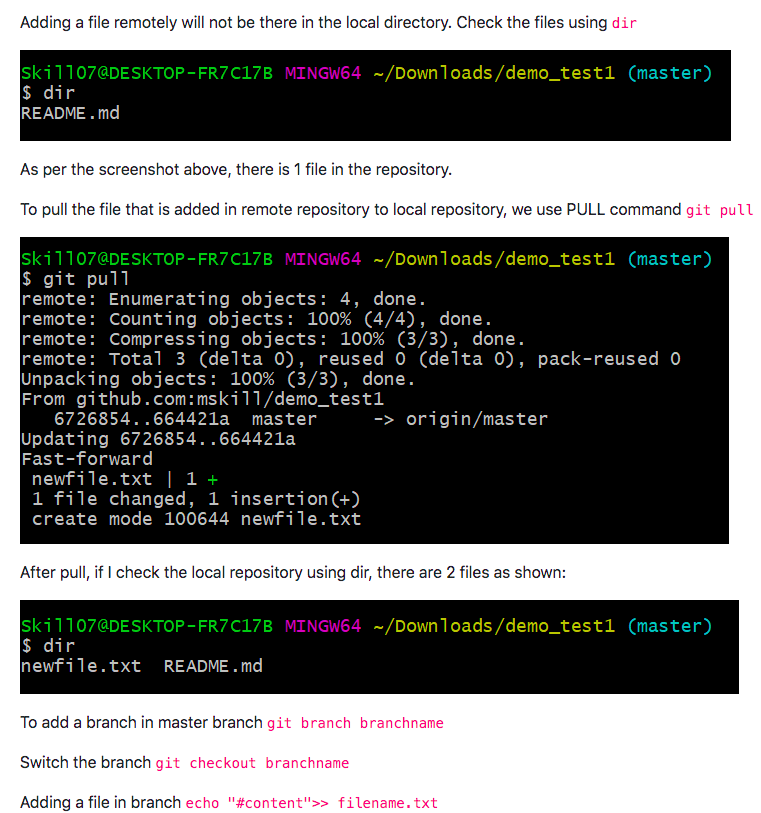 Adding a file remotely will not be there in the local directory. Check the files using dir
Skill07@DESKTOP-FR7C17B MINGW64 ~/Downloads/demo_test1 (master)
$ dir
README.md
As per the screenshot above, there is 1 file in the repository.
To pull the file that is added in remote repository to local repository, we use PULL command git pull
Skill07@DESKTOP-FR7C17B MINGW64 ~/Downloads/demo_test1 (master)
$ git pull
remote: Enumerating objects: 4, done.
remote: Counting objects: 100% (4/4), done.
remote: Compressing objects: 100% (3/3), done.
remote: Total 3 (delta 0), reused 0 (delta 0), pack-reused 0
Unpacking objects: 100% (3/3), done.
From github.com:mskill/demo_test1
   6726854..664421a  master     -> origin/master
Updating 6726854..664421a
Fast-forward
 newfile.txt | 1 +
 1 file changed, 1 insertion(+)
 create mode 100644 newfile.txt
After pull, if I check the local repository using dir, there are 2 files as shown:
Skill07@DESKTOP-FR7C17B MINGW64 ~/Downloads/demo_test1 (master)
$ dir
newfile.txt  README.md
To add a branch in master branch git branch branchname
Switch the branch git checkout branchname
Adding a file in branch echo "#content">> filename.txt